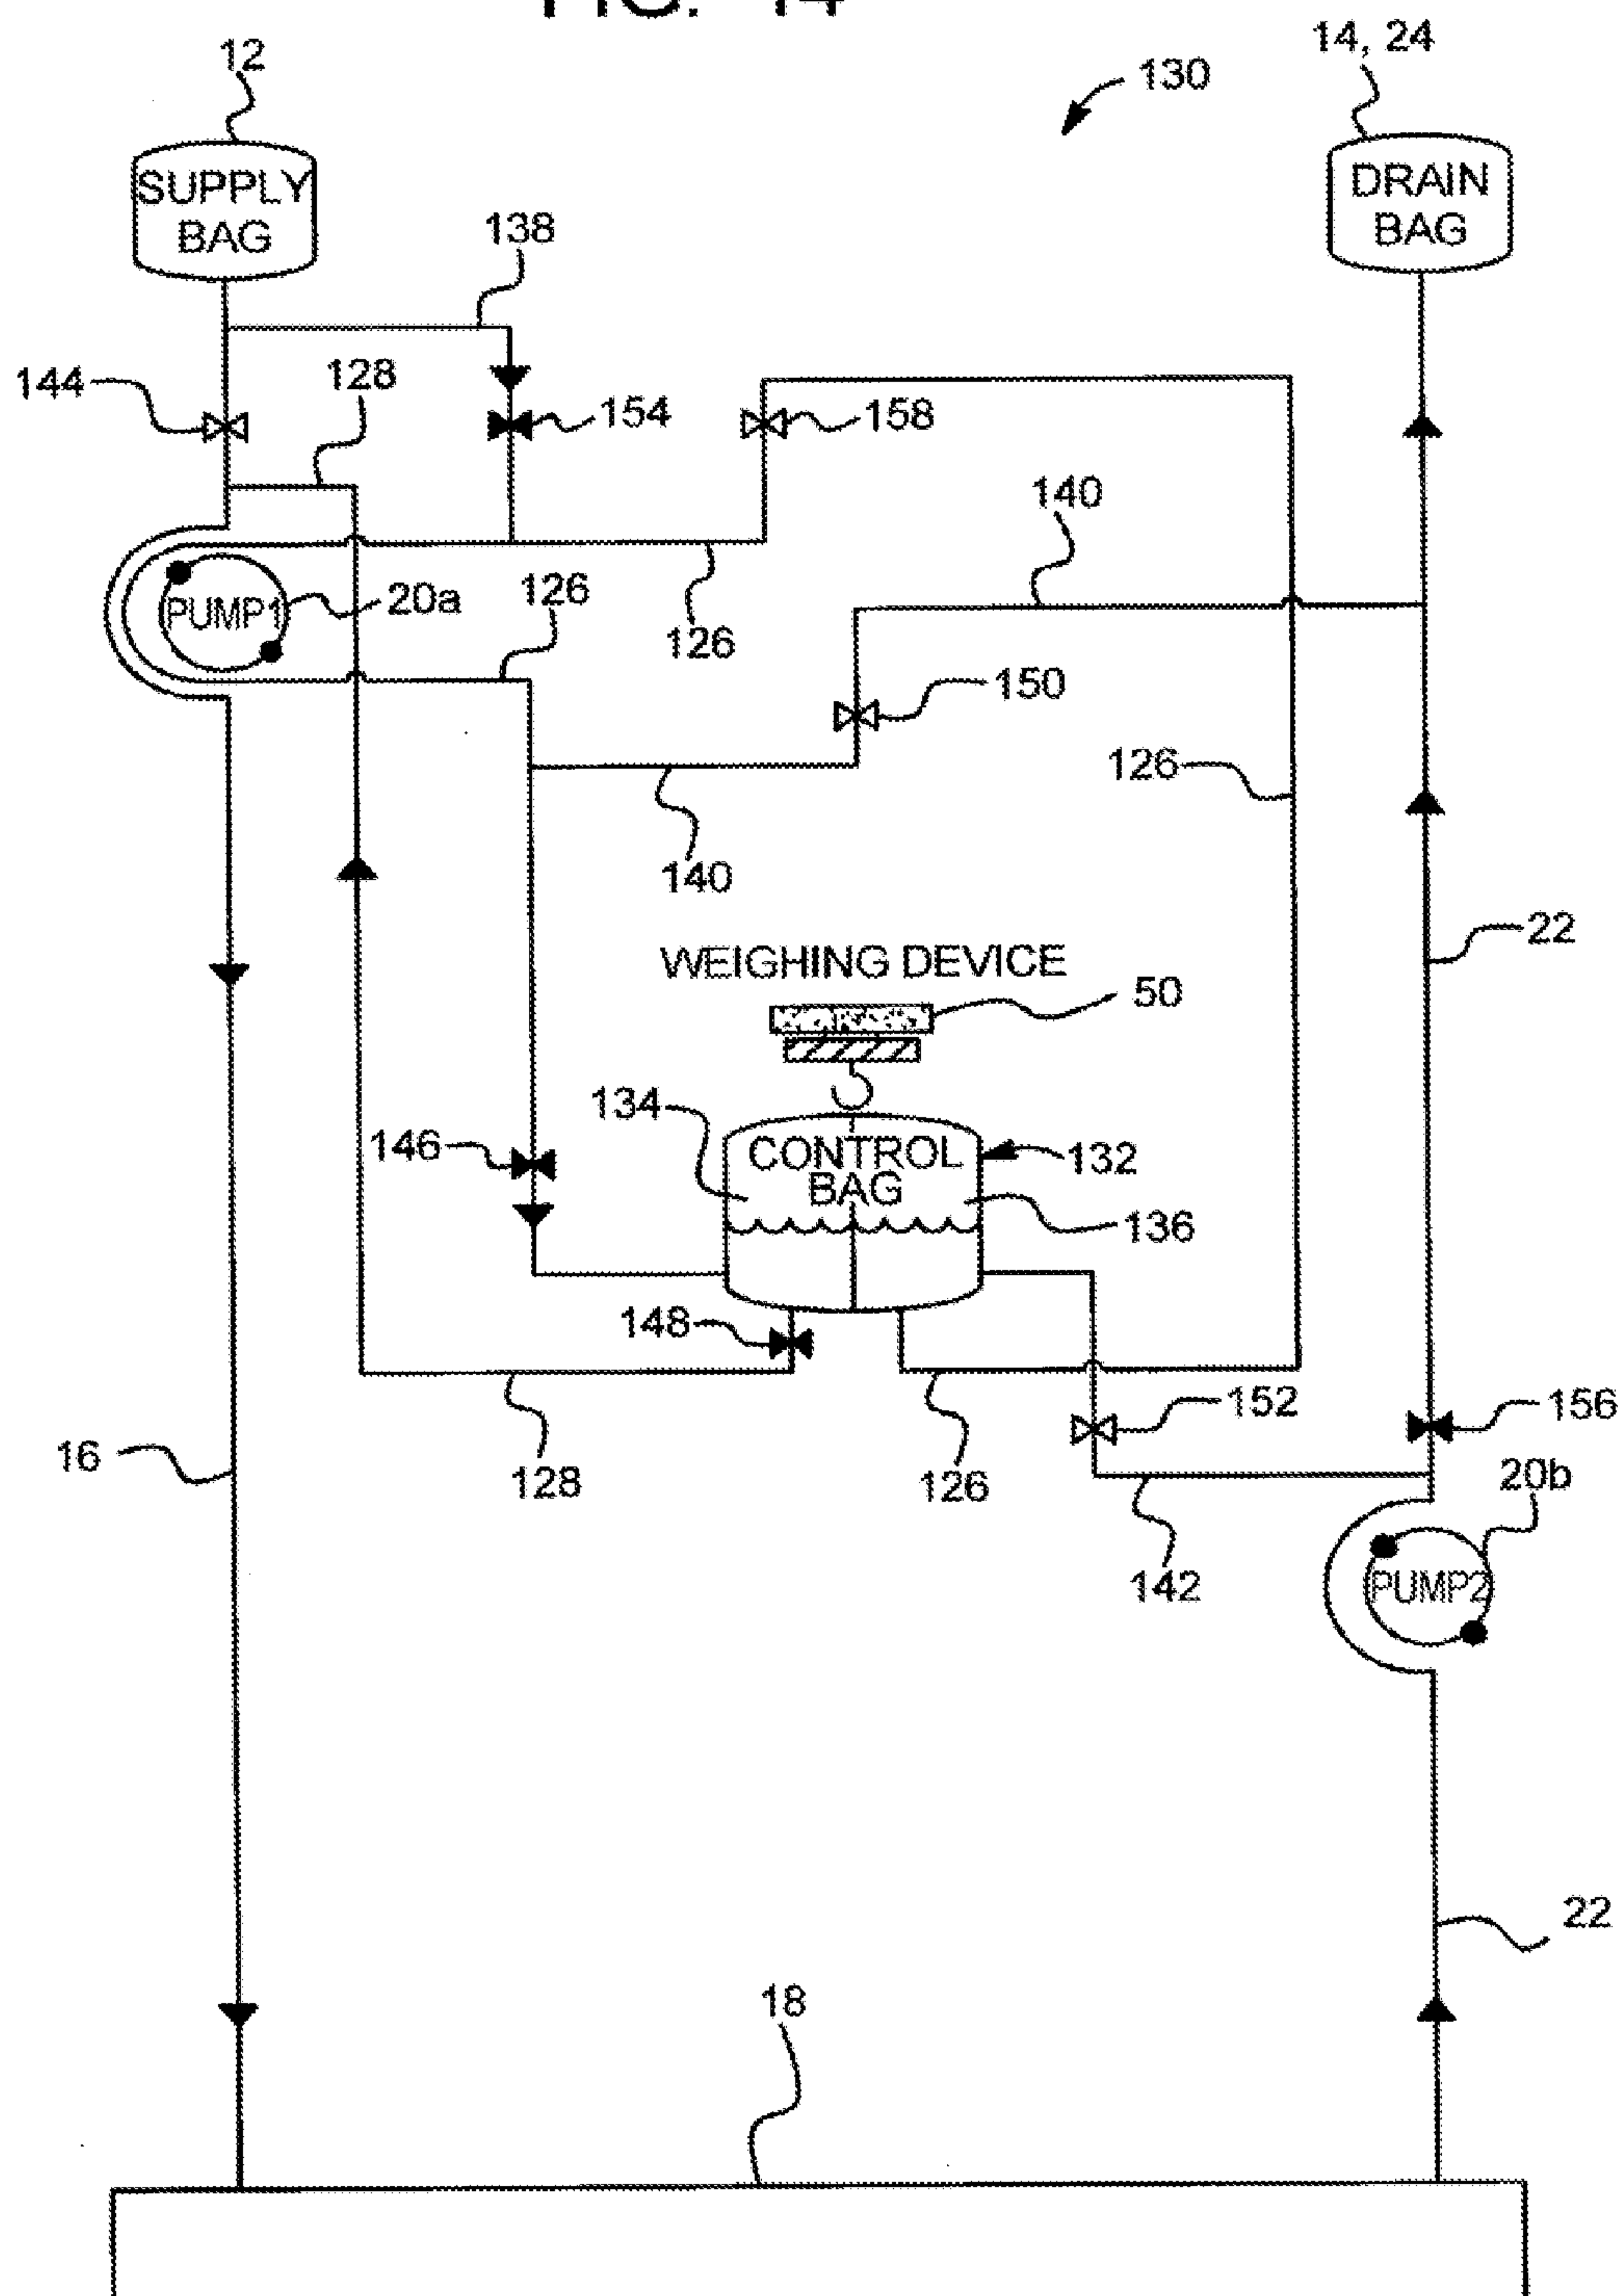 FIG. 14
12
14, 24
130
SUPPLY
BAG
DRAIN
BAG
138
144
128
154
158
140
PUMP1
20a
126
126
150
126
140
22
WEIGHING DEVICE
50
134
CONTROL
BAG
132
146
136
148
152
156
16
128
126
20b
142
PUMP2
22
18